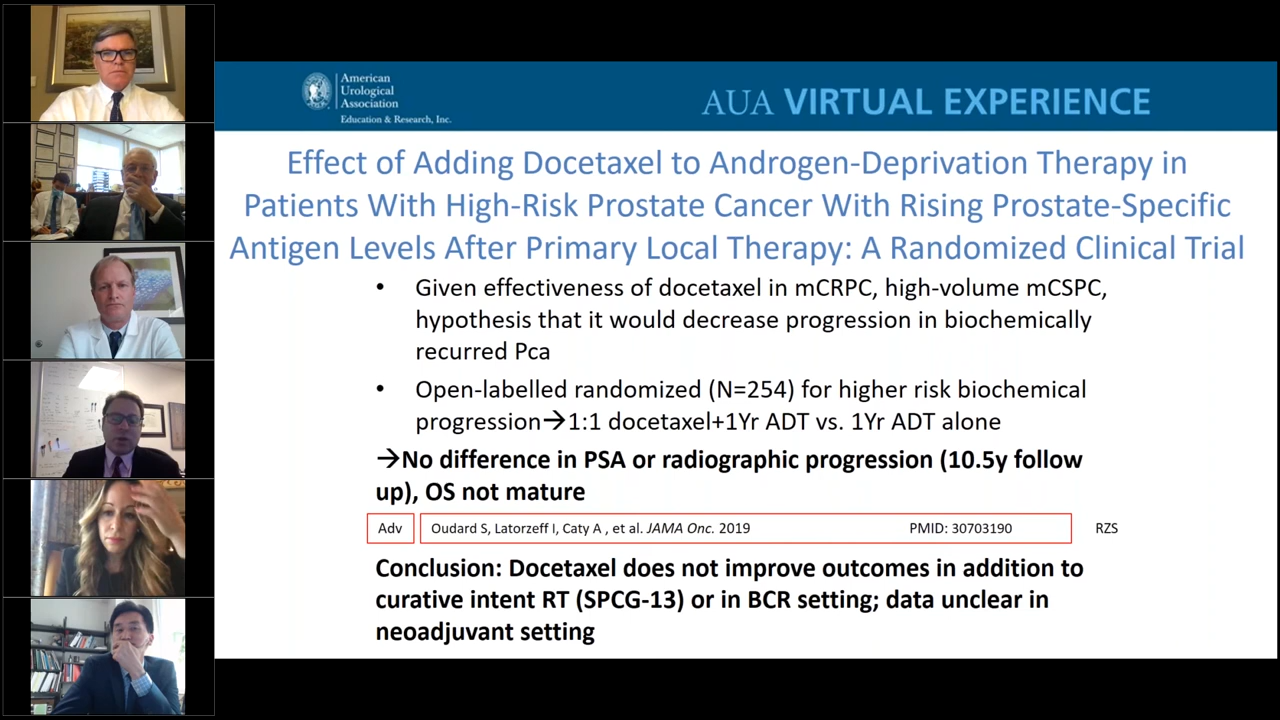 American
Urological
Association
Education & Research, Inc.
AUA VIRTUAL EXPERIENCE
Effect of Adding Docetaxel to Androgen-Deprivation Therapy in
Patients With High-Risk Prostate Cancer With Rising Prostate-Specific
Antigen Levels After Primary Local Therapy: A Randomized Clinical Trial
• Given effectiveness of docetaxel in mCRPC, high-volume mCSPC,
hypothesis that it would decrease progression in biochemically
recurred Pca
• Open-labelled randomized (N=254) for higher risk biochemical
progression→1:1 docetaxel+1Yr ADT vs. 1Yr ADT alone
→No difference in PSA or radiographic progression (10.5y follow
up), OS not mature
Adv Oudard S, Latorzeff I, Caty A , et al. JAMA Onc. 2019 PMID: 30703190 RZS
Conclusion: Docetaxel does not improve outcomes in addition to
curative intent RT (SPCG-13) or in BCR setting; data unclear in
neoadjuvant setting